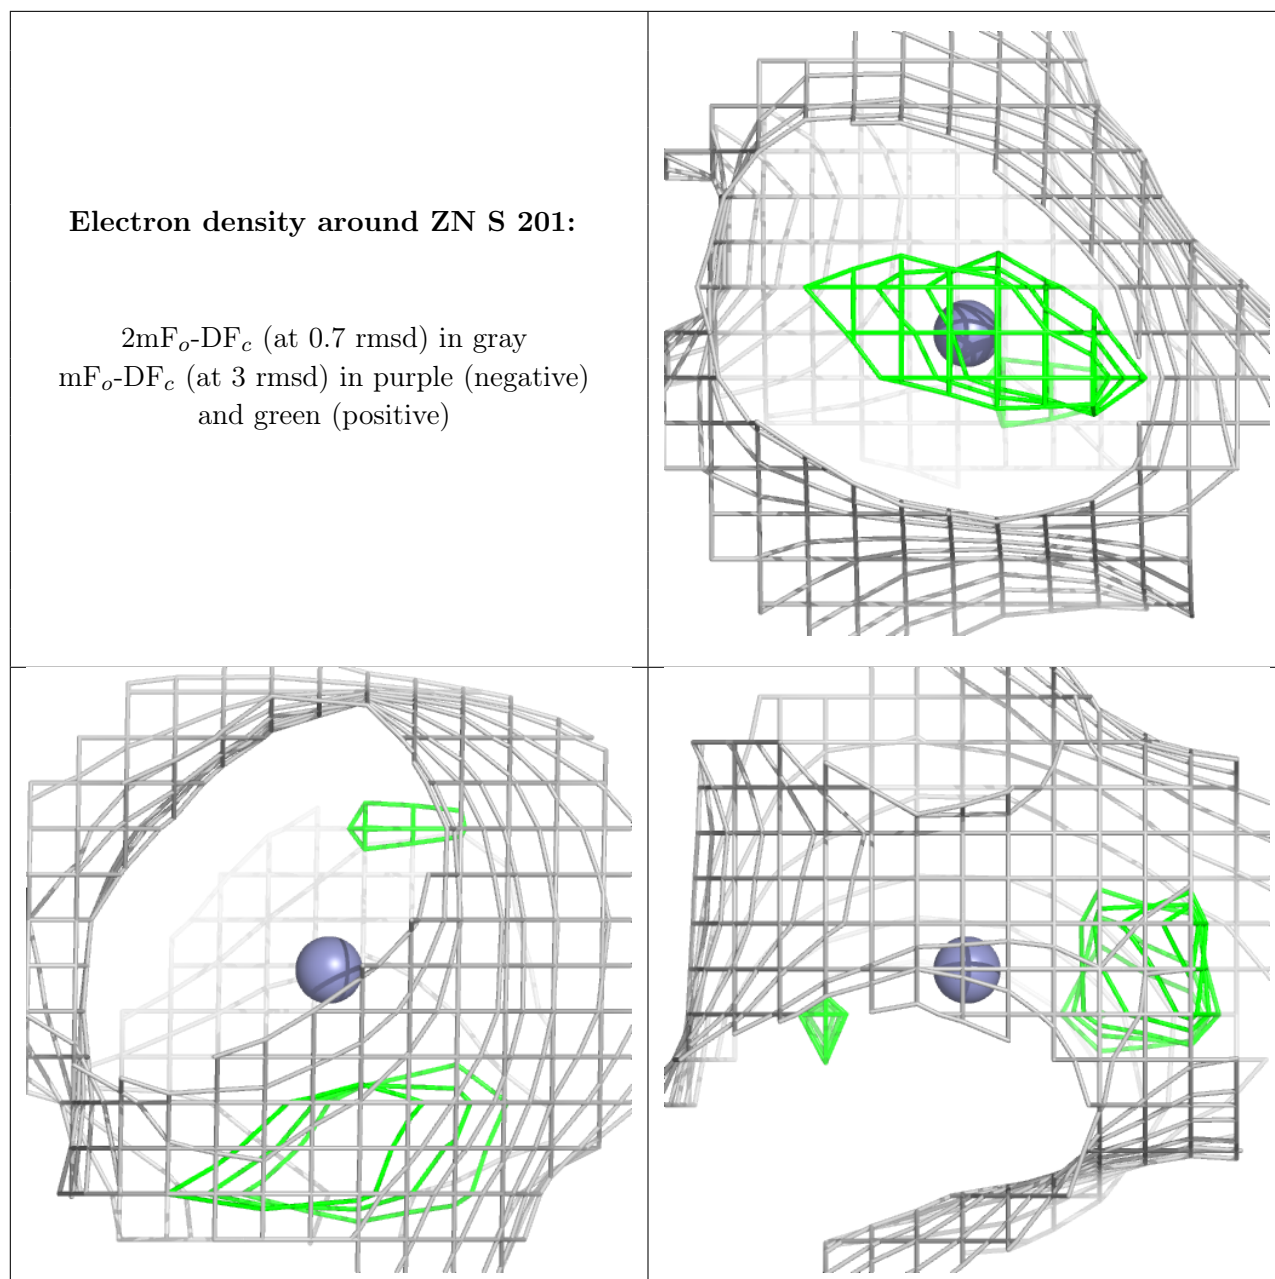 Electron density around ZN S 201:
2mFo-DFc (at 0.7 rmsd) in gray
mFo-DFc (at 3 rmsd) in purple (negative)
and green (positive)